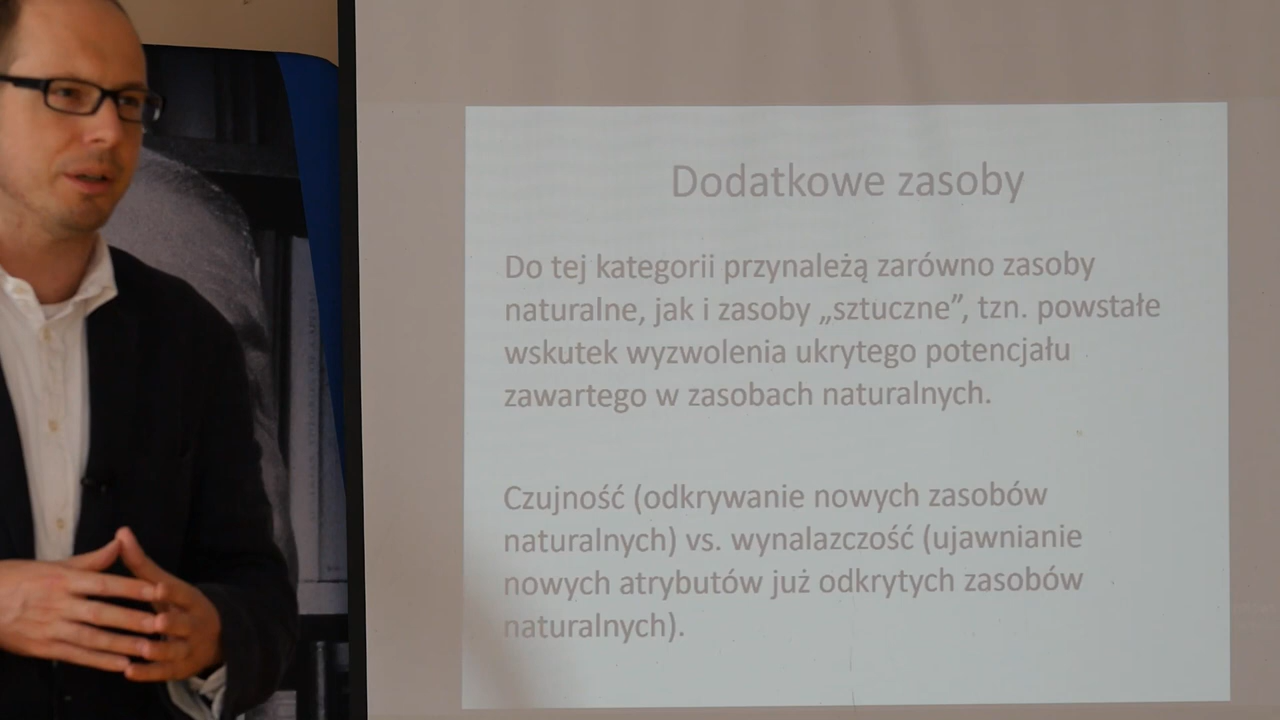 Dodatkowe zasoby
Do tej kategorii przynależą zarówno zasoby
naturalne, jak i zasoby „sztuczne”, tzn. powstałe
wskutek wyzwolenia ukrytego potencjału
zawartego w zasobach naturalnych.
Czujność (odkrywanie nowych zasobów
naturalnych) vs. wynalazczość (ujawnianie
nowych atrybutów już odkrytych zasobów
naturalnych).